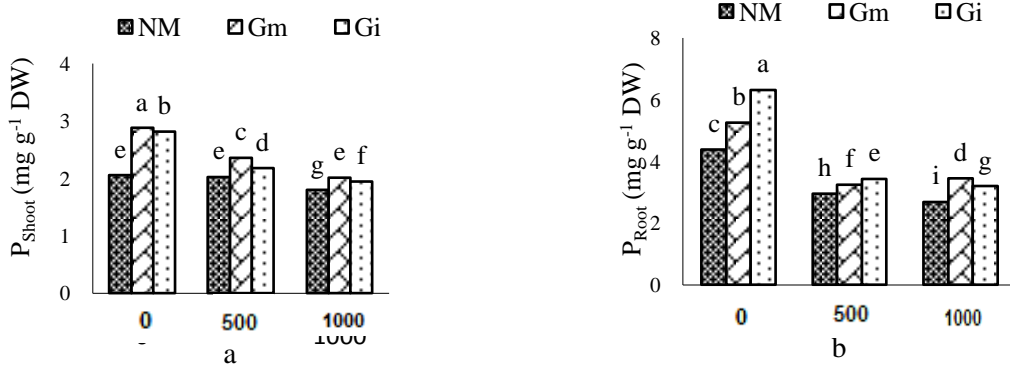 NM Gm Gi
P_Shoot (mg g⁻¹ DW)
4
3
2
1
0
a b
e
e c d
g e f
0 500 1000
1000
a
NM Gm Gi
P_Root (mg g⁻¹ DW)
8
6
4
2
0
c b a
h f e
i d g
0 500 1000
b